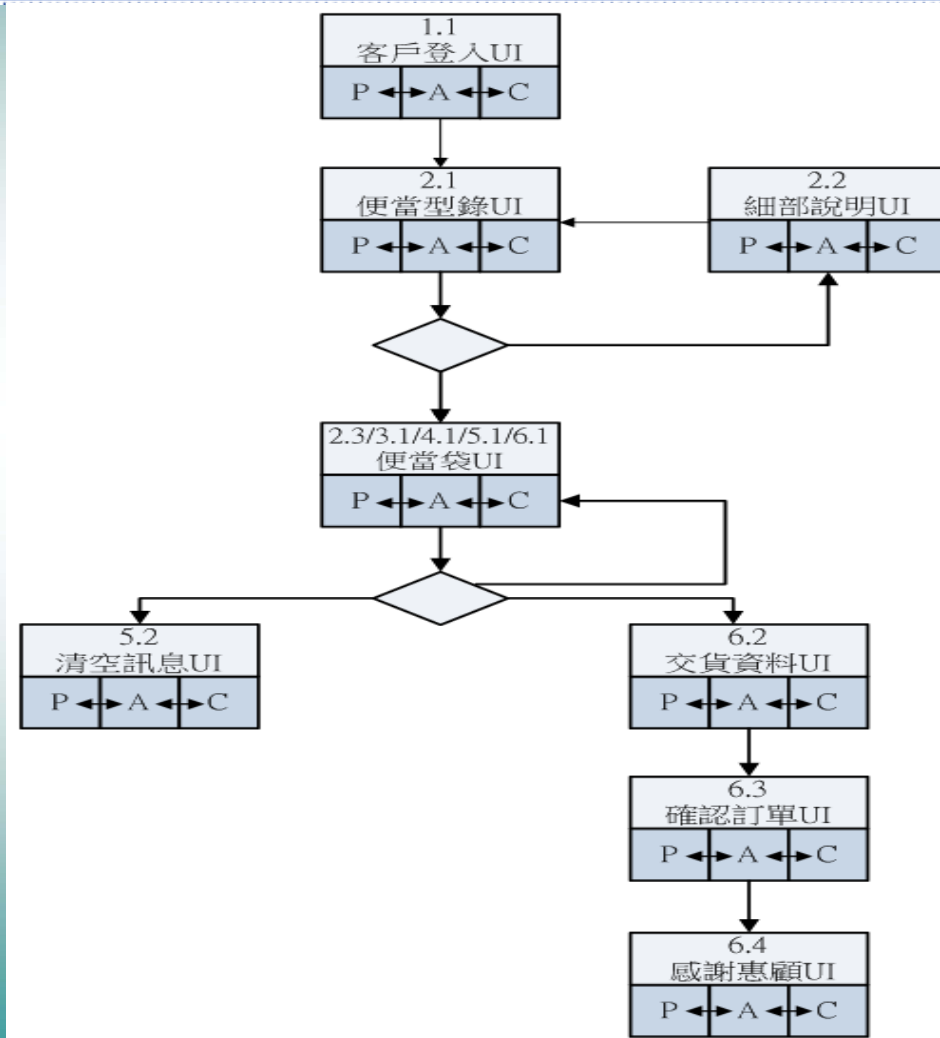 1.1
客戶登入UI
P A C
2.1
便當型錄UI
P A C
2.2
細部說明UI
P A C
2.3/3.1/4.1/5.1/6.1
便當袋UI
P A C
5.2
清空訊息UI
P A C
6.2
交貨資料UI
P A C
6.3
確認訂單UI
P A C
6.4
感謝惠顧UI
P A C